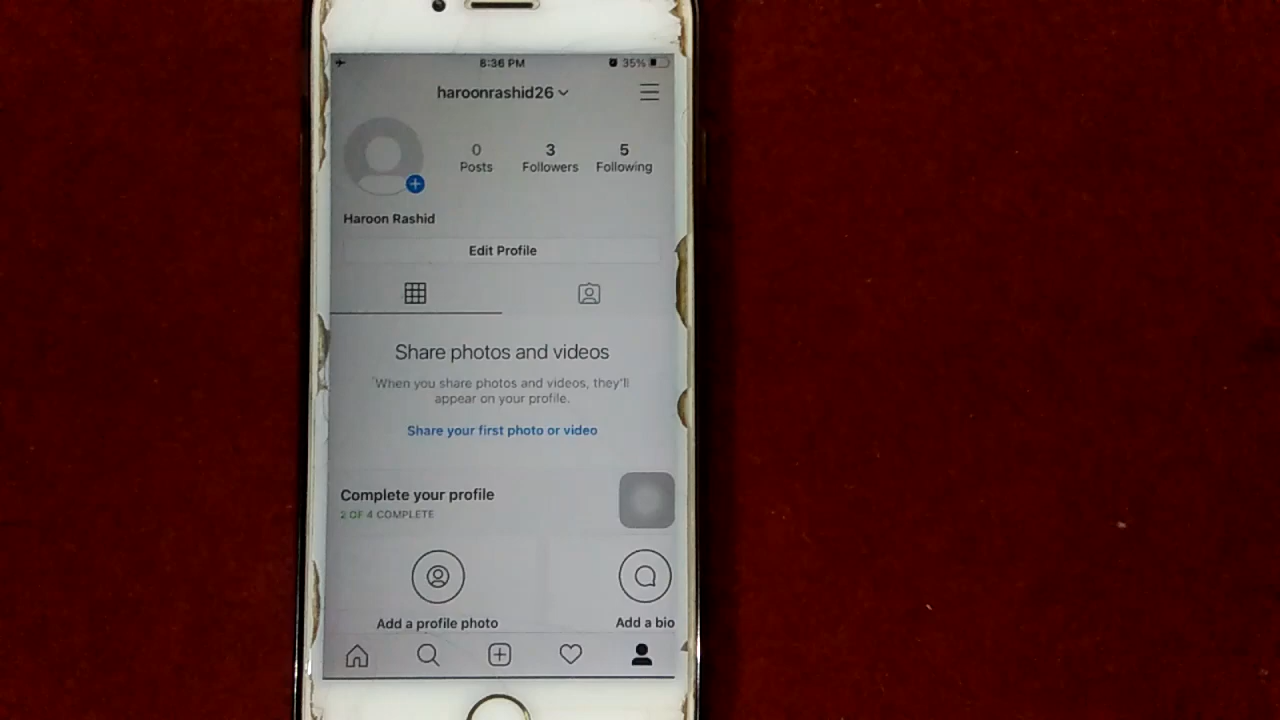 8:36 PM
35%
haroonrashid26
0 3 5
Posts Followers Following
Haroon Rashid
Edit Profile
Share photos and videos
When you share photos and videos, they'll
appear on your profile.
Share your first photo or video
Complete your profile
2 OF 4 COMPLETE
Add a profile photo
Add a bio